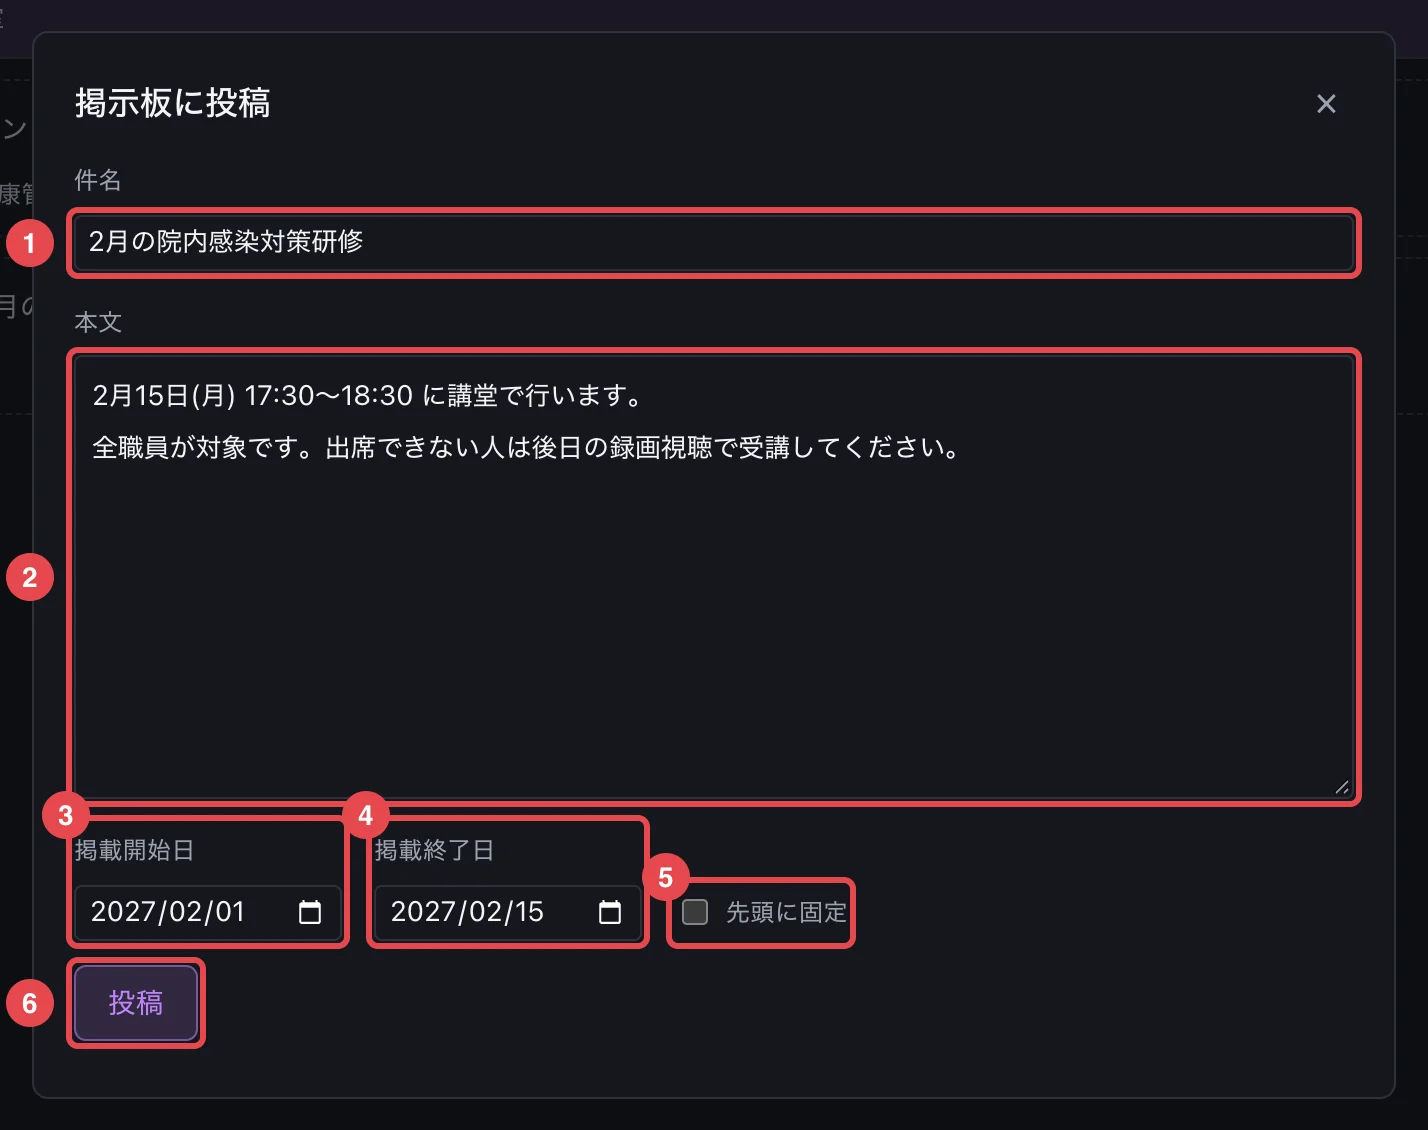 掲示板に投稿
×
件名
1
2月の院内感染対策研修
本文
2
2月15日(月) 17:30〜18:30 に講堂で行います。
全職員が対象です。出席できない人は後日の録画視聴で受講してください。
3
掲載開始日
2027/02/01
4
掲載終了日
2027/02/15
5
先頭に固定
6
投稿
ン
康管
月の